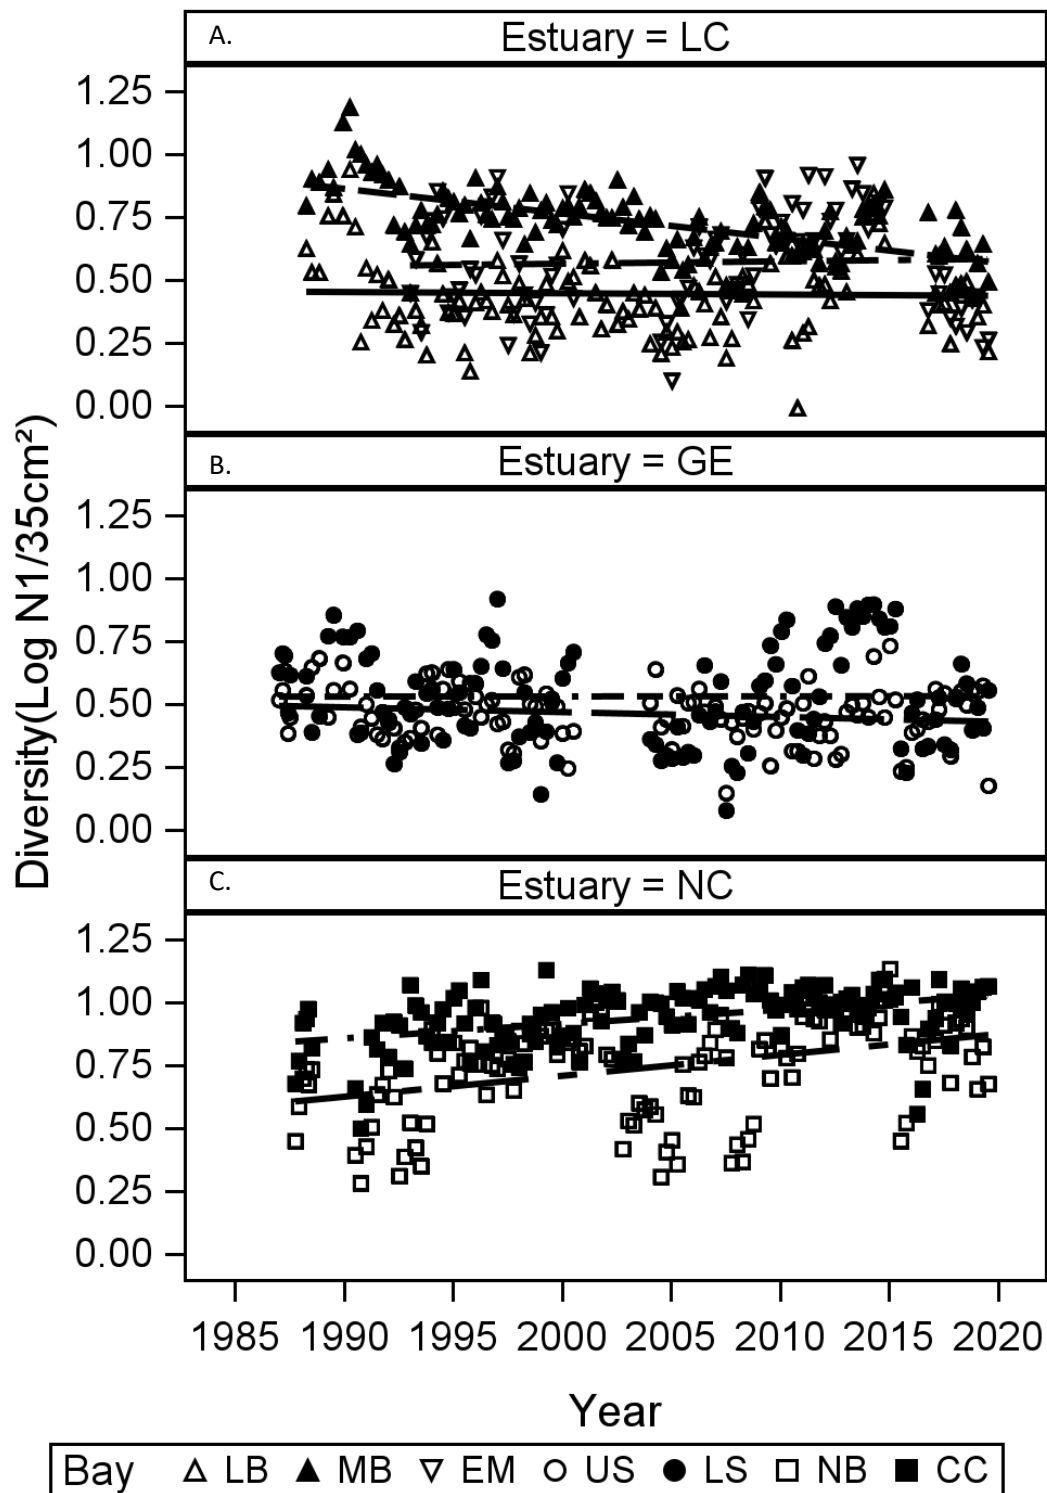 A. Estuary = LC
1.25
1.00
0.75
0.50
0.25
0.00
B. Estuary = GE
1.25
1.00
0.75
0.50
0.25
0.00
C. Estuary = NC
1.25
1.00
0.75
0.50
0.25
0.00
Diversity(Log N1/35cm²)
1985 1990 1995 2000 2005 2010 2015 2020
Year
Bay LB MB EM US LS NB CC